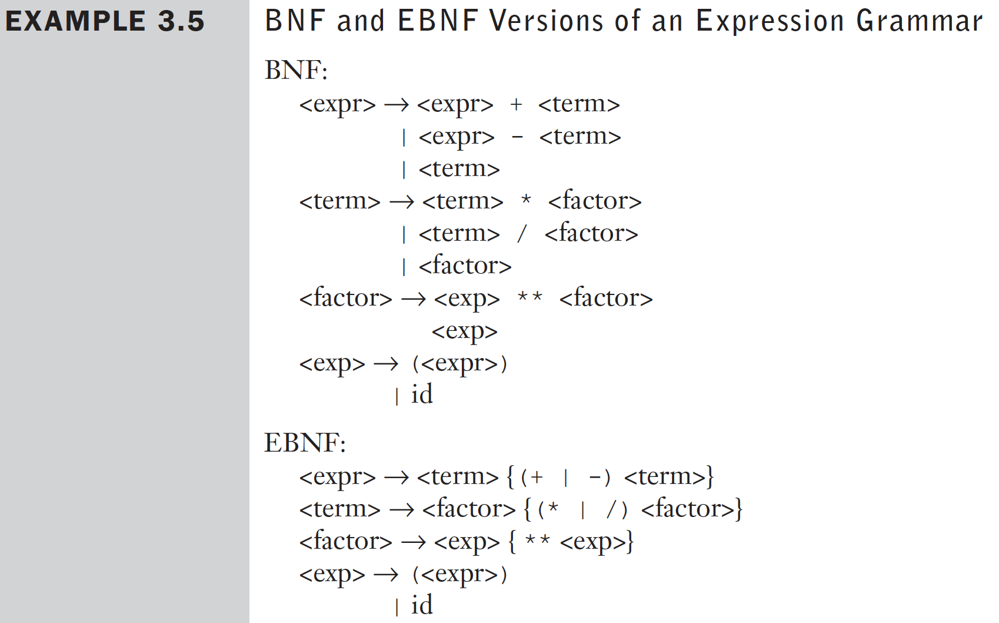 EXAMPLE 3.5 BNF and EBNF Versions of an Expression Grammar
BNF:
<expr> → <expr> + <term>
| <expr> - <term>
| <term>
<term> → <term> * <factor>
| <term> / <factor>
| <factor>
<factor> → <exp> ** <factor>
<exp>
<exp> → (<expr>)
| id
EBNF:
<expr> → <term> {(+ | -) <term>}
<term> → <factor> {(* | /) <factor>}
<factor> → <exp> { ** <exp>}
<exp> → (<expr>)
| id